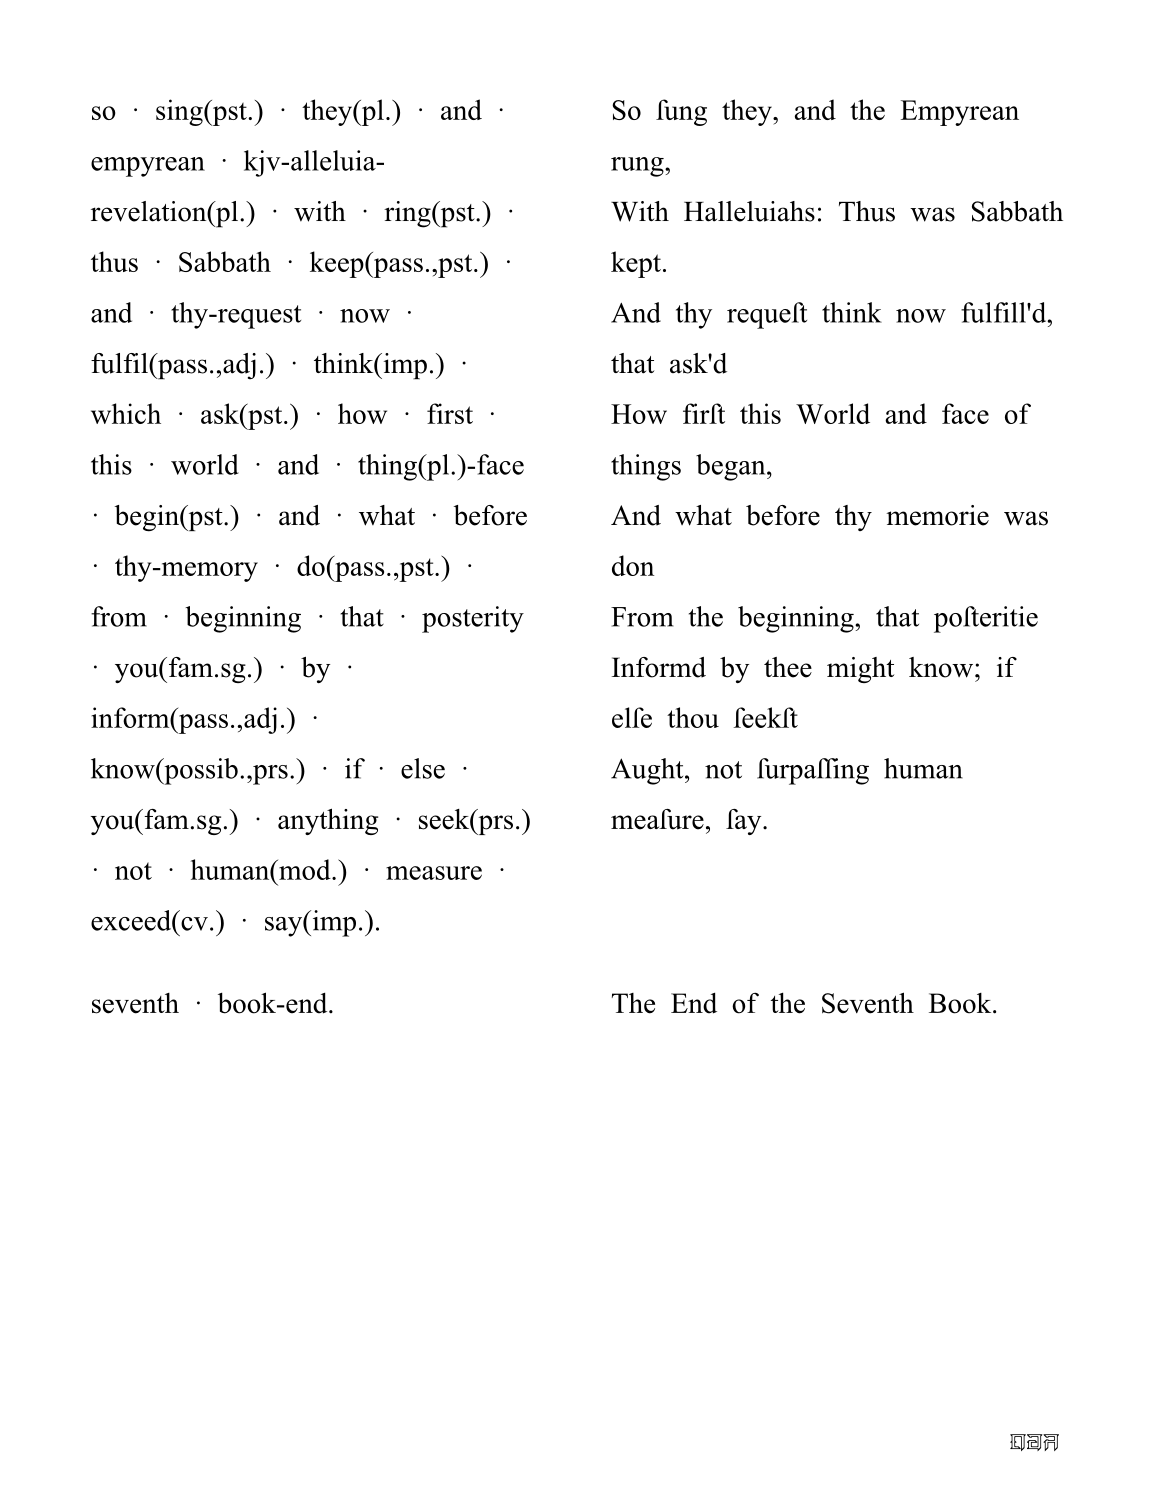 so · sing(pst.) · they(pl.) · and ·
empyrean · kjv-alleluia-
revelation(pl.) · with · ring(pst.) ·
thus · Sabbath · keep(pass.,pst.) ·
and · thy-request · now ·
fulfil(pass.,adj.) · think(imp.) ·
which · ask(pst.) · how · first ·
this · world · and · thing(pl.)-face
· begin(pst.) · and · what · before
· thy-memory · do(pass.,pst.) ·
from · beginning · that · posterity
· you(fam.sg.) · by ·
inform(pass.,adj.) ·
know(possib.,prs.) · if · else ·
you(fam.sg.) · anything · seek(prs.)
· not · human(mod.) · measure ·
exceed(cv.) · say(imp.).
seventh · book-end.
So ſung they, and the Empyrean
rung,
With Halleluiahs: Thus was Sabbath
kept.
And thy requeſt think now fulfill'd,
that ask'd
How firſt this World and face of
things began,
And what before thy memorie was
don
From the beginning, that poſteritie
Informd by thee might know; if
elſe thou ſeekſt
Aught, not ſurpaſſing human
meaſure, ſay.
The End of the Seventh Book.